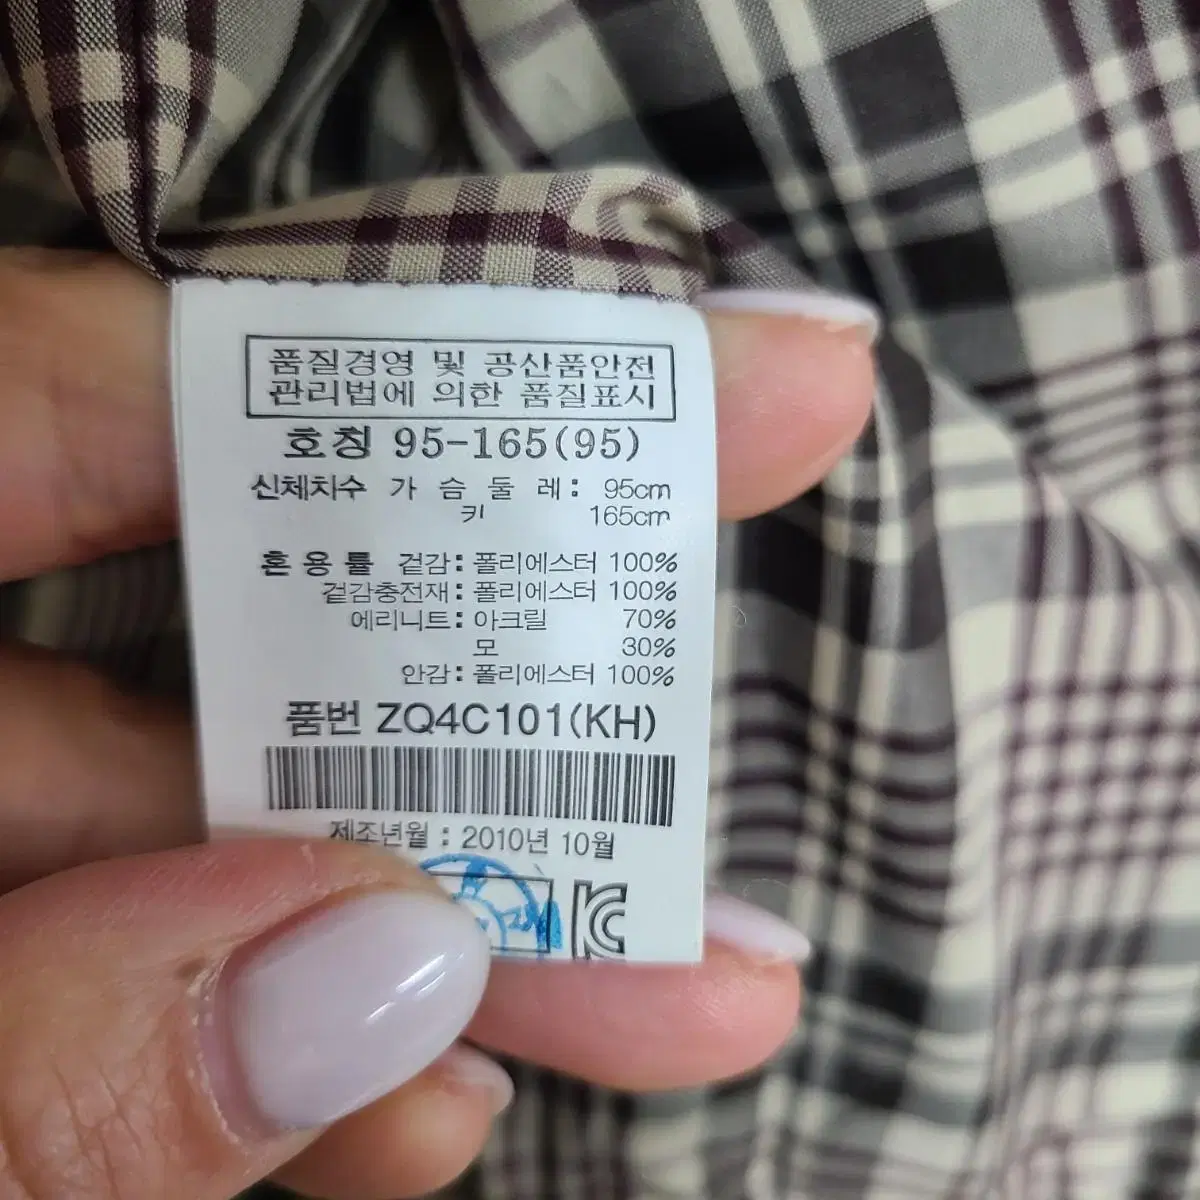 품질경영 및 공산품안전
관리법에 의한 품질표시
호칭 95-165(95)
신체치수 가 슴 둘 레: 95cm
키 165cm
혼 용 률 겉감: 폴리에스터 100%
겉감충전재: 폴리에스터 100%
에리니트: 아크릴 70%
모 30%
안감: 폴리에스터 100%
품번 ZQ4C101(KH)
제조년월 : 2010년 10월